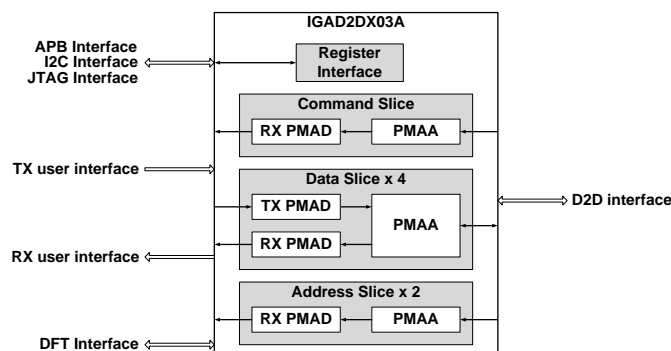 IGAD2DX03A
APB Interface
I2C Interface
JTAG Interface
Register
Interface
Command Slice
RX PMAD
PMAA
TX user interface
Data Slice x 4
TX PMAD
PMAA
RX PMAD
D2D interface
RX user interface
Address Slice x 2
RX PMAD
PMAA
DFT Interface